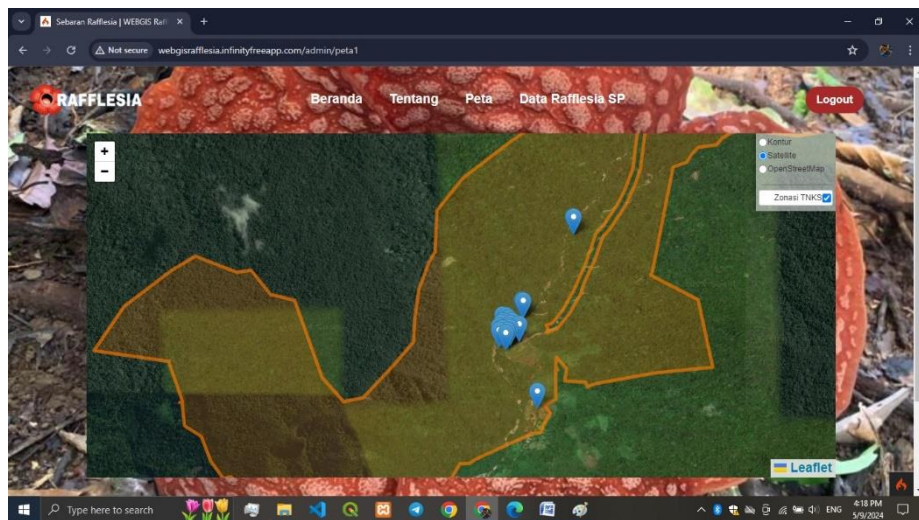 Sebaran Rafflesia | WEBGIS Raf
Not secure webgisrafflesia.infinityfreeapp.com/admin/peta1
RAFFLESIA
Beranda Tentang Peta Data Rafflesia SP
Logout
+
−
Kontur
Satellite
OpenStreetMap
Zonasi TNKS
Leaflet
Type here to search
ENG
4:18 PM
5/9/2024